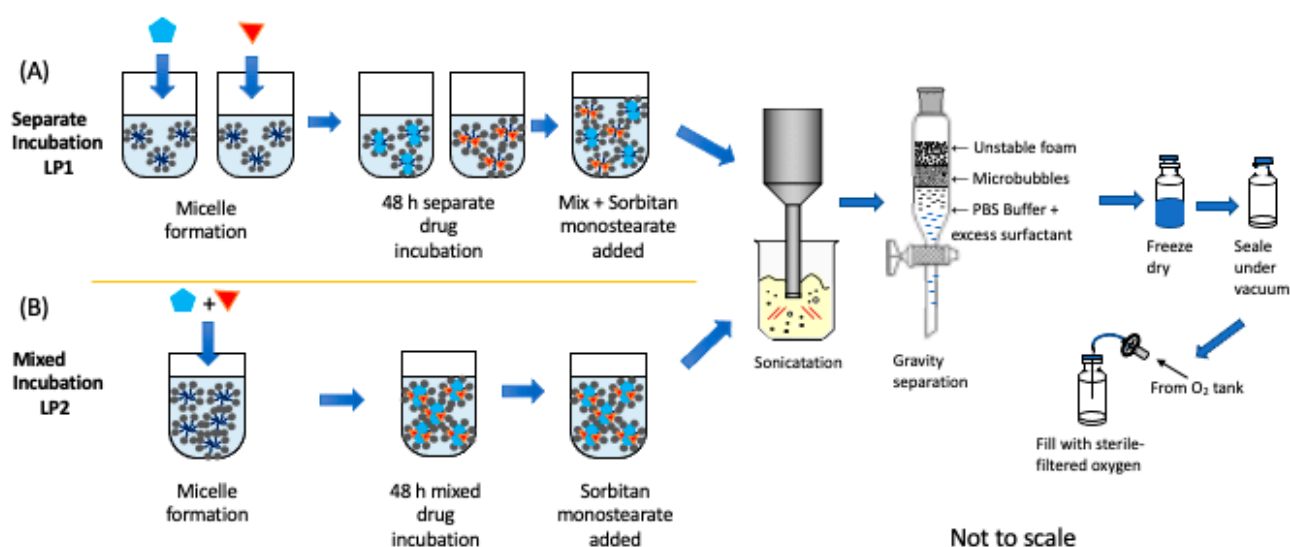 (A)
Separate
Incubation
LP1
Micelle
formation
48 h separate
drug
incubation
Mix + Sorbitan
monostearate
added
(B)
+
Mixed
Incubation
LP2
Micelle
formation
48 h mixed
drug
incubation
Sorbitan
monostearate
added
Sonicatation
Unstable foam
Microbubbles
PBS Buffer +
excess surfactant
Gravity
separation
Freeze
dry
Seale
under
vacuum
From O₂ tank
Fill with sterile-
filtered oxygen
Not to scale